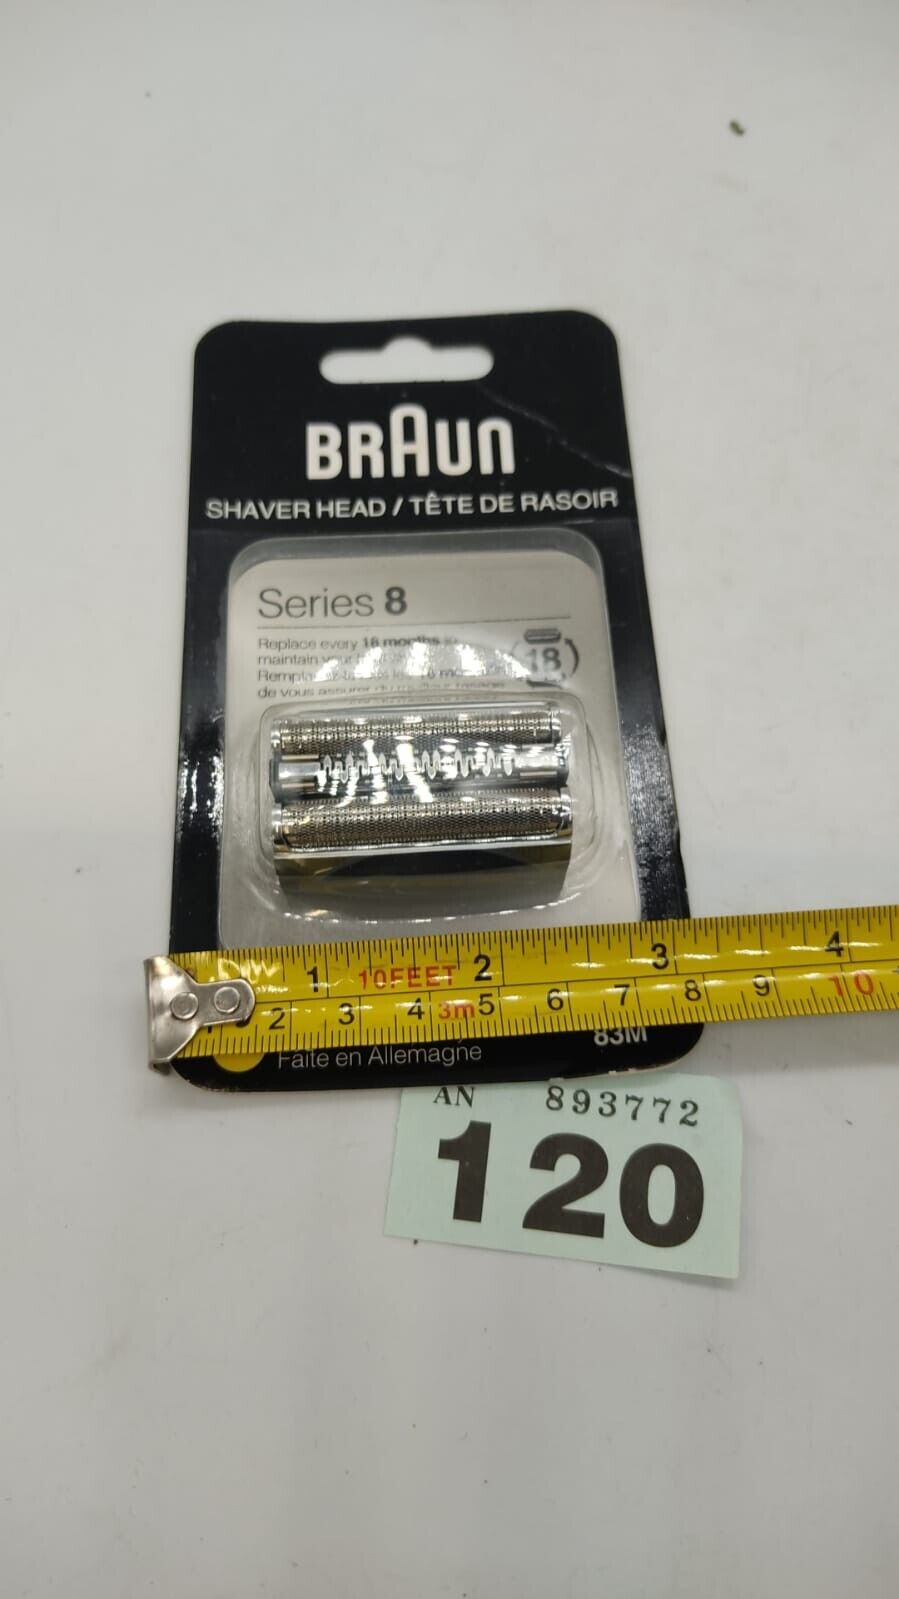 BRAUN
SHAVER HEAD / TÊTE DE RASOIR
Series 8
Replace every 18 months
maintain your
18
de vous assurer du
1 10FEET 2 3 4
2 3 4 3m 5 6 7 8 9 10
83M
Faite en Allemagne
AN 893772
120